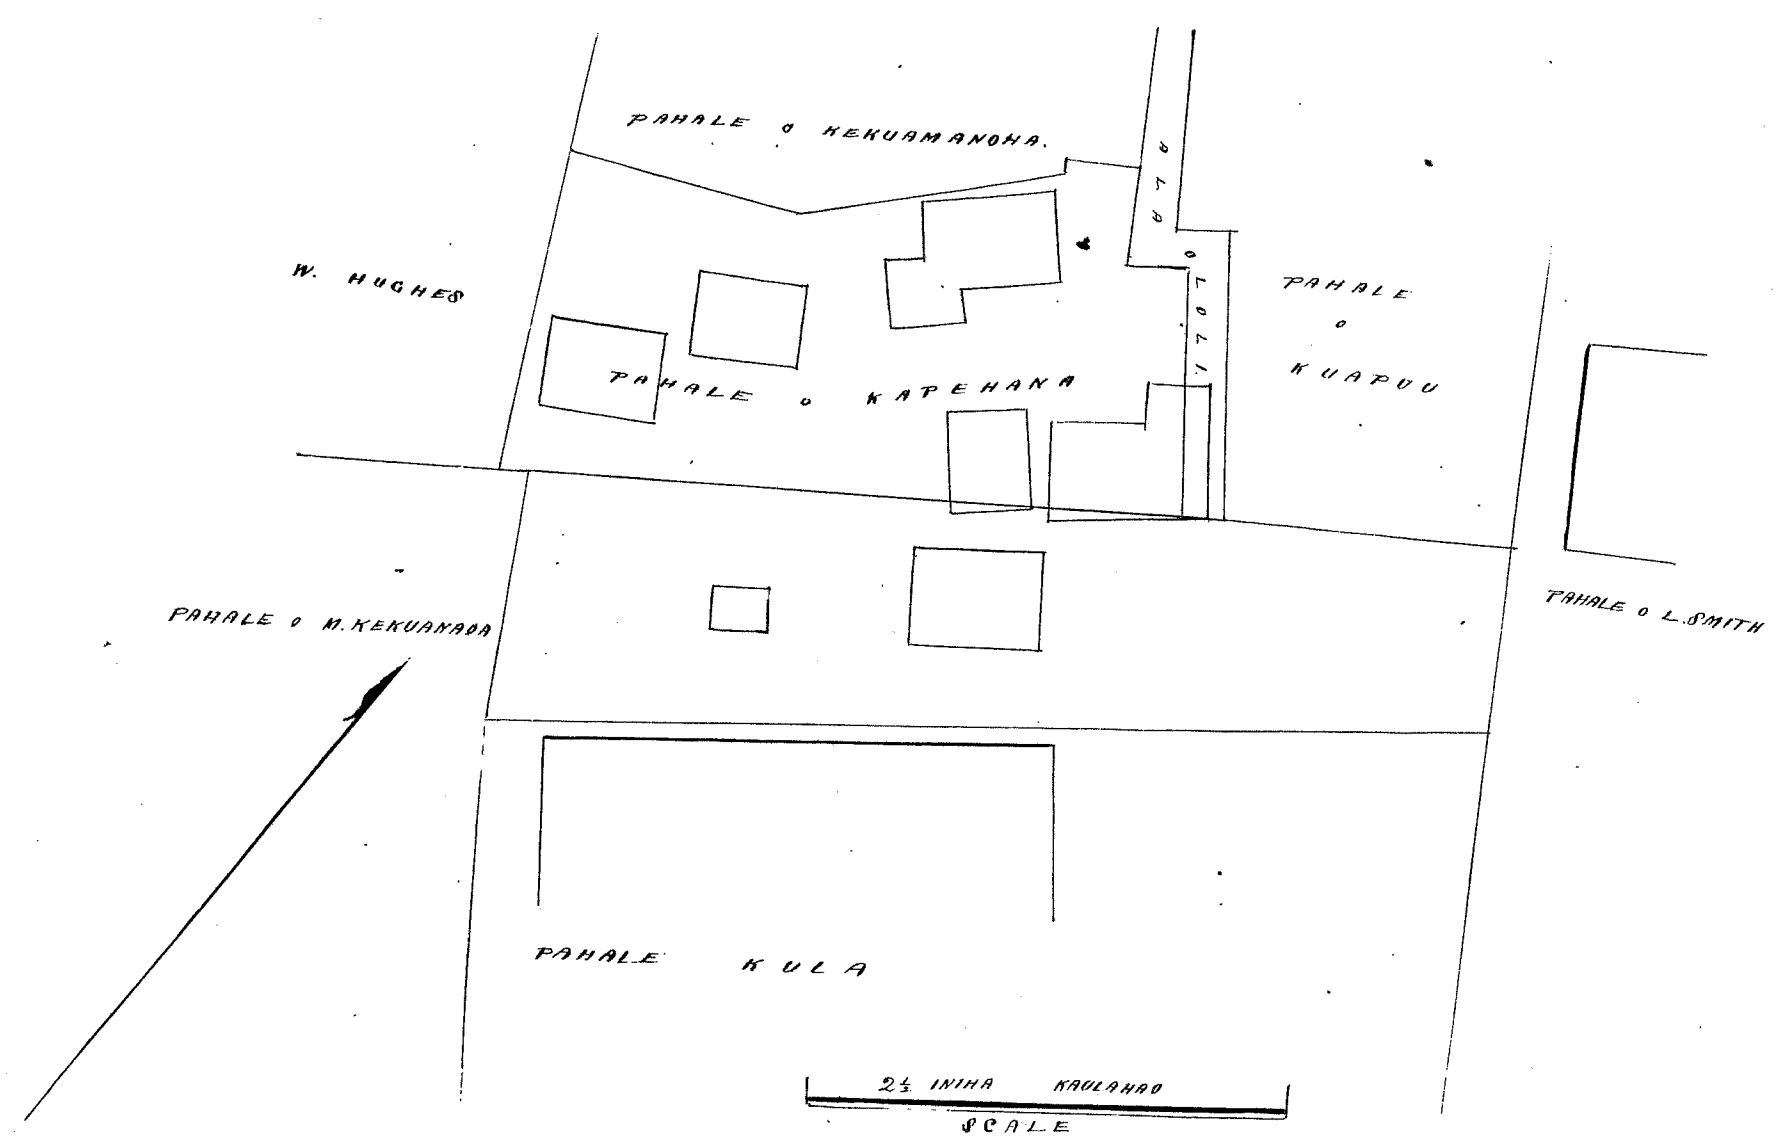 PAHALE O KEKUAMANOHA.
ALA OLOLI.
W. HUGHES
PAHALE
O
KUAPUU
PAHALE O KAPEHANA
PAHALE O M. KEKUANAOA
PAHALE O L. SMITH
PAHALE KULA
2½ INIHA KAULAHAO
SCALE